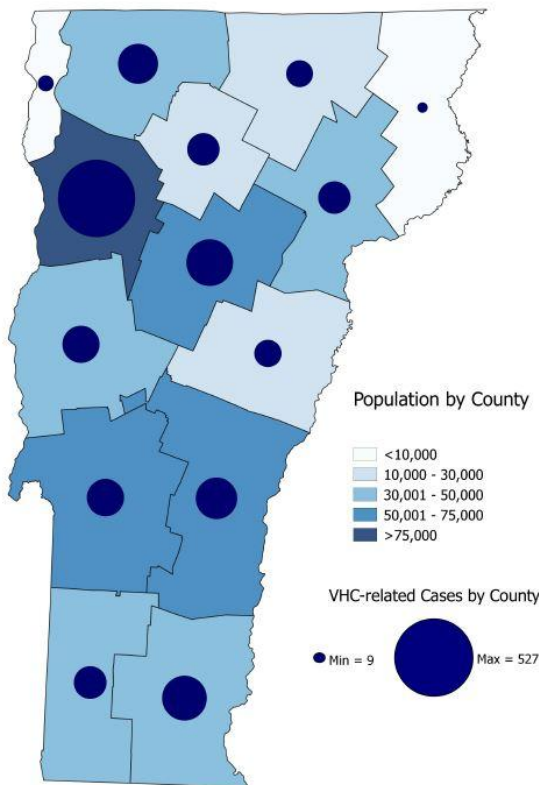 Population by County
<10,000
10,000 - 30,000
30,001 - 50,000
50,001 - 75,000
>75,000
VHC-related Cases by County
Min = 9
Max = 527